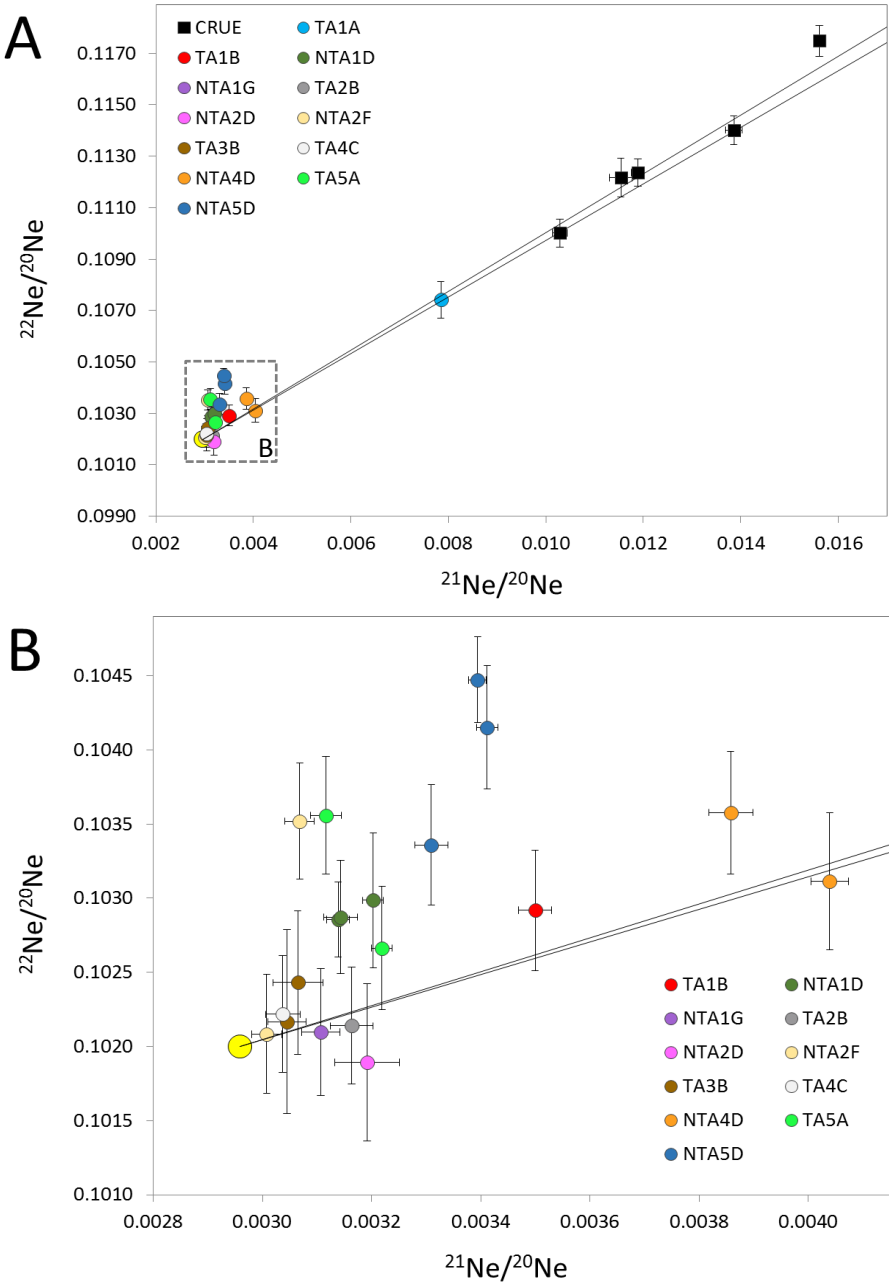 A
CRUE TA1A
TA1B NTA1D
NTA1G TA2B
NTA2D NTA2F
TA3B TA4C
NTA4D TA5A
NTA5D
0.1170
0.1150
0.1130
0.1110
0.1090
0.1070
0.1050
0.1030
0.1010
0.0990
²²Ne/²⁰Ne
B
0.002 0.004 0.006 0.008 0.010 0.012 0.014 0.016
²¹Ne/²⁰Ne
B
0.1045
0.1040
0.1035
0.1030
0.1025
0.1020
0.1015
0.1010
²²Ne/²⁰Ne
TA1B NTA1D
NTA1G TA2B
NTA2D NTA2F
TA3B TA4C
NTA4D TA5A
NTA5D
0.0028 0.0030 0.0032 0.0034 0.0036 0.0038 0.0040
²¹Ne/²⁰Ne